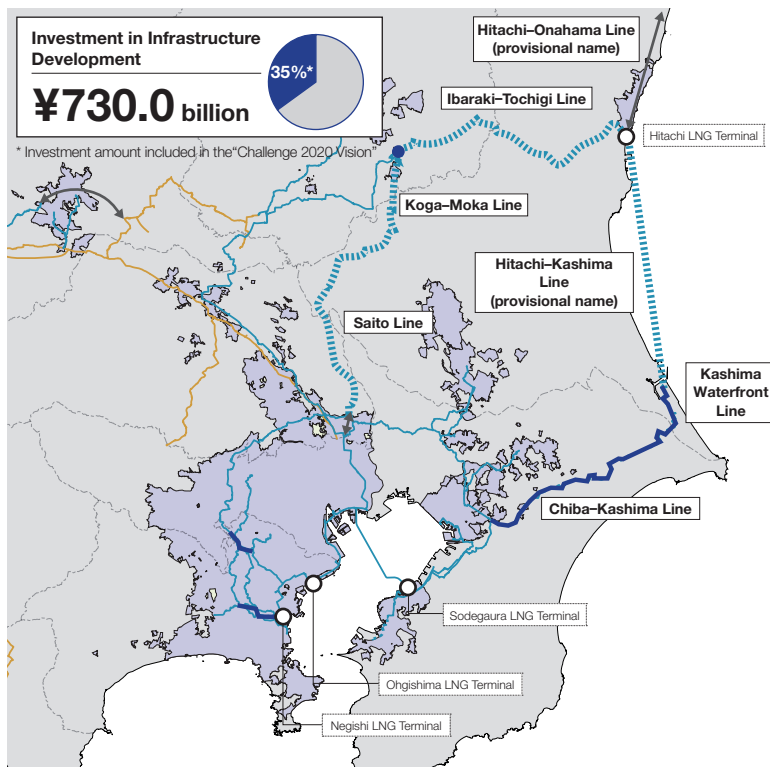 Investment in Infrastructure
Development
35%*
¥730.0 billion
* Investment amount included in the“Challenge 2020 Vision”
Hitachi–Onahama Line
(provisional name)
Ibaraki–Tochigi Line
Hitachi LNG Terminal
Koga–Moka Line
Hitachi–Kashima
Line
(provisional name)
Saito Line
Kashima
Waterfront
Line
Chiba–Kashima Line
Sodegaura LNG Terminal
Ohgishima LNG Terminal
Negishi LNG Terminal